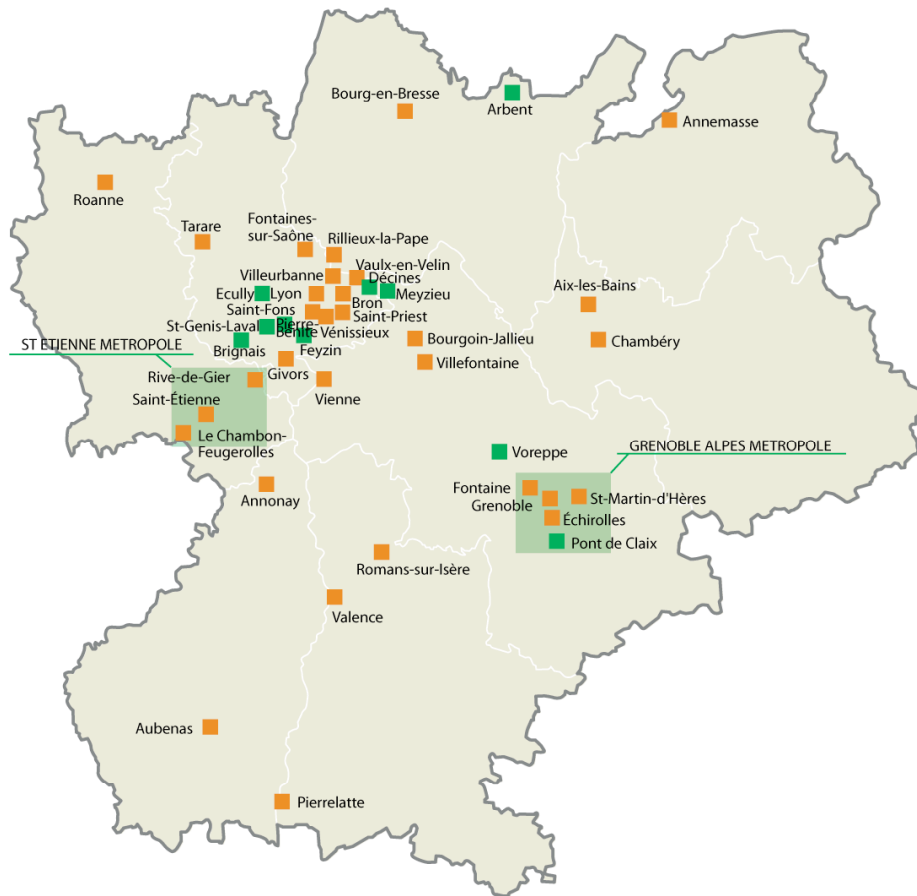 Bourg-en-Bresse
Arbent
Annemasse
Roanne
Tarare
Fontaines-
sur-Saône
Rillieux-la-Pape
Vaulx-en-Velin
Villeurbanne
Décines
Aix-les-Bains
Ecully
Lyon
Meyzieu
Bron
Saint-Fons
Saint-Priest
St-Genis-Laval
Pierre-
Bénite
Vénissieux
Bourgoin-Jallieu
Chambéry
ST ÉTIENNE METROPOLE
Brignais
Feyzin
Villefontaine
Givors
Rive-de-Gier
Vienne
Saint-Étienne
Le Chambon-
Feugerolles
Voreppe
GRENOBLE ALPES METROPOLE
Annonay
Fontaine
Grenoble
St-Martin-d'Hères
Échirolles
Pont de Claix
Romans-sur-Isère
Valence
Aubenas
Pierrelatte